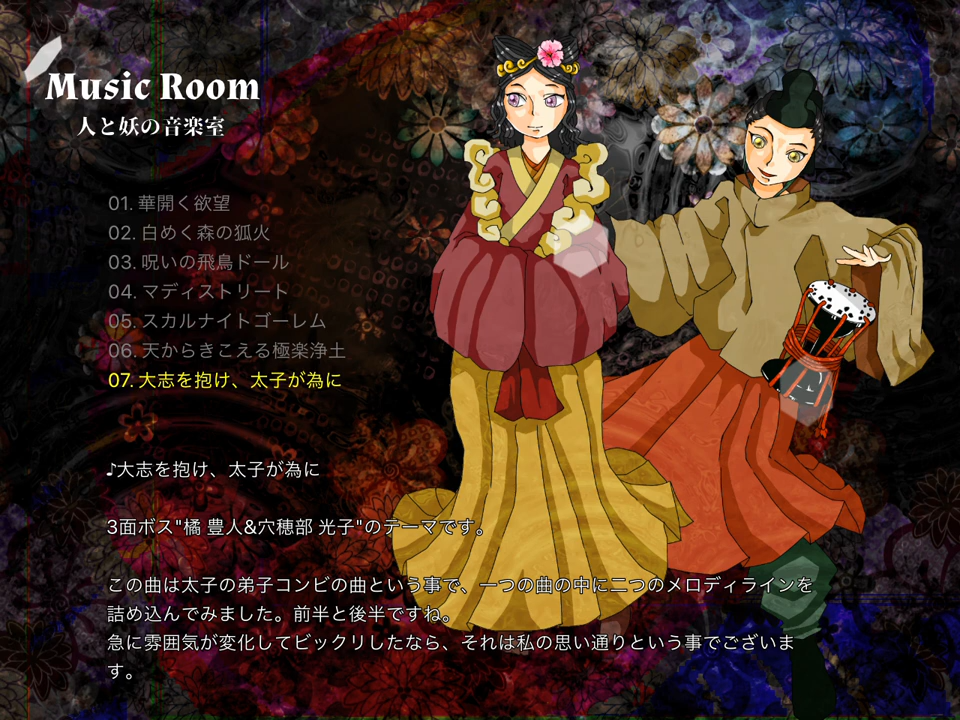 Music Room
人と妖の音楽室
01. 華開く欲望
02. 白めく森の狐火
03. 呪いの飛鳥ドール
04. マディストリート
05. スカルナイトゴーレム
06. 天からきこえる極楽浄土
07. 大志を抱け、太子が為に
♪大志を抱け、太子が為に
3面ボス"橘 豊人&穴穂部 光子"のテーマです。
この曲は太子の弟子コンビの曲という事で、一つの曲の中に二つのメロディラインを
詰め込んでみました。前半と後半ですね。
急に雰囲気が変化してビックリしたなら、それは私の思い通りという事でございま
す。